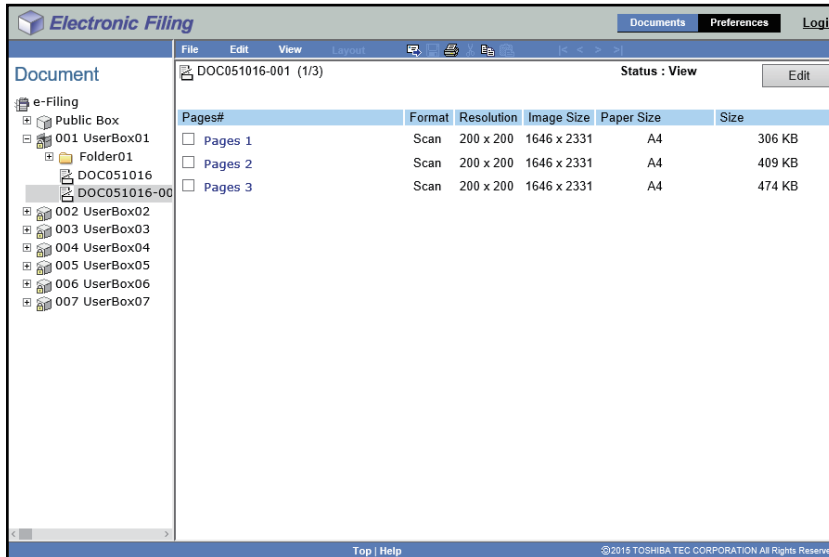 Electronic Filing
Documents Preferences Logi
File Edit View Layout |< < > >|
Document
DOC051016-001 (1/3) Status : View Edit
e-Filing
Public Box
001 UserBox01
Folder01
DOC051016
DOC051016-00
002 UserBox02
003 UserBox03
004 UserBox04
005 UserBox05
006 UserBox06
007 UserBox07
Pages# Format Resolution Image Size Paper Size Size
Pages 1 Scan 200 x 200 1646 x 2331 A4 306 KB
Pages 2 Scan 200 x 200 1646 x 2331 A4 409 KB
Pages 3 Scan 200 x 200 1646 x 2331 A4 474 KB
Top | Help ©2015 TOSHIBA TEC CORPORATION All Rights Reserve